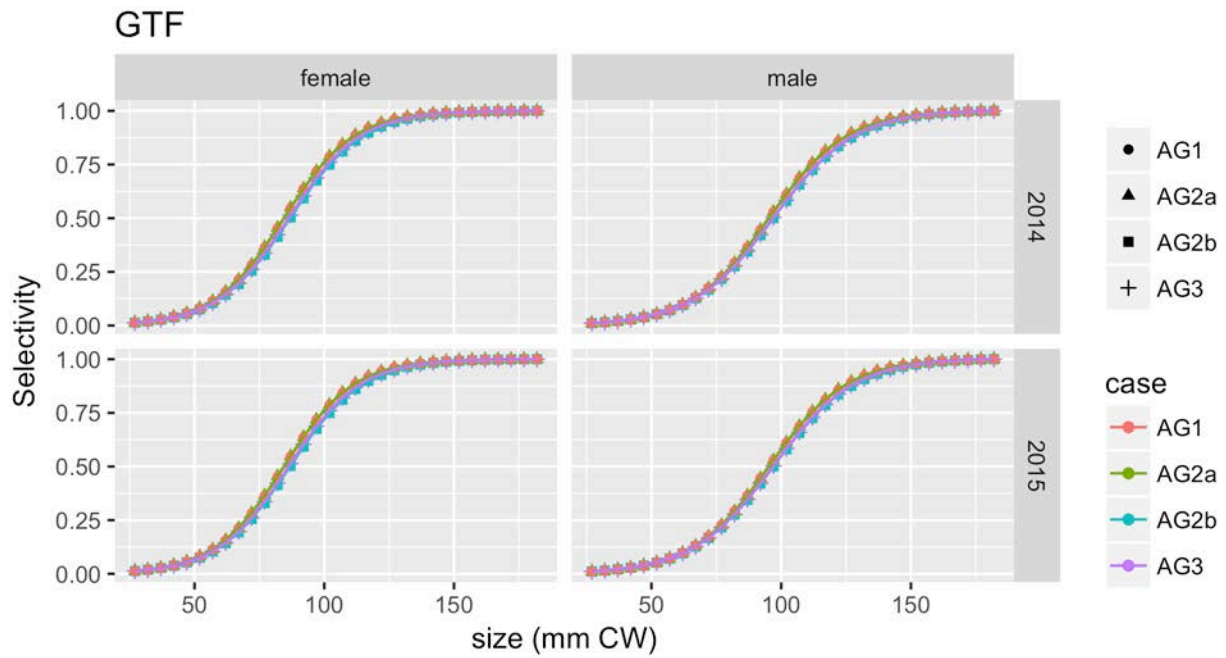 GTF
female male
1.00
0.75
0.50
0.25
0.00
2014
1.00
0.75
0.50
0.25
0.00
2015
50 100 150 50 100 150
Selectivity
size (mm CW)
AG1
AG2a
AG2b
AG3
case
AG1
AG2a
AG2b
AG3